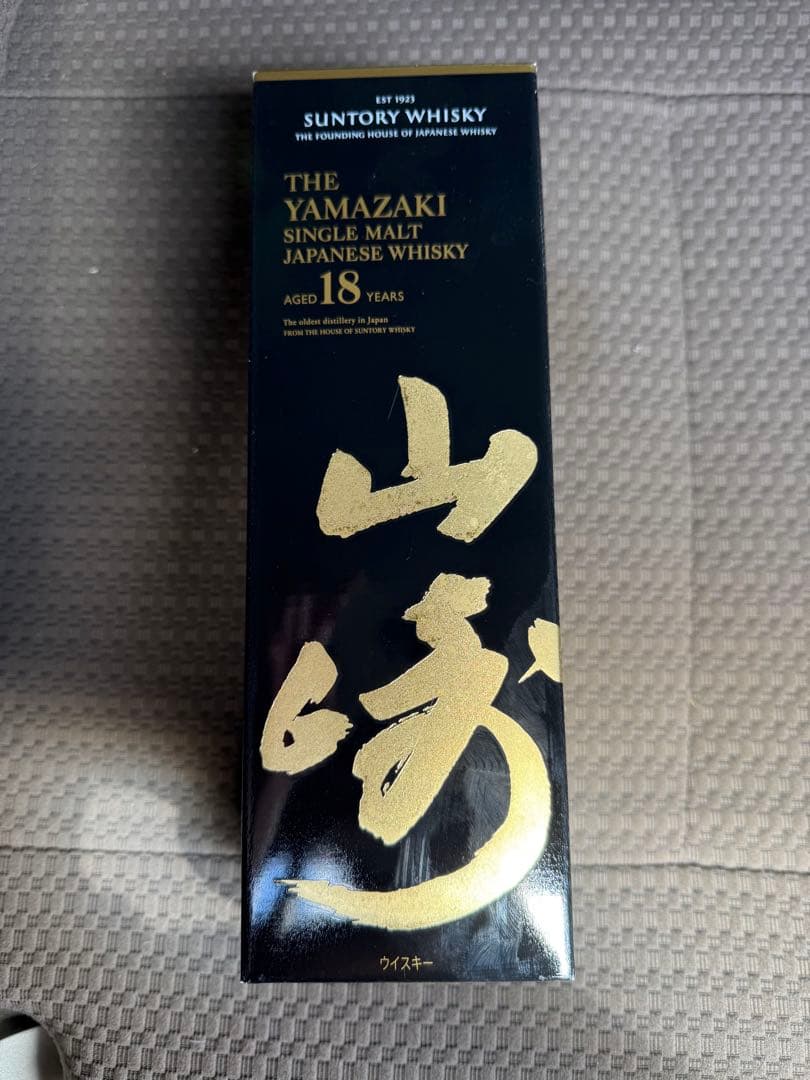 EST 1923
SUNTORY WHISKY
THE FOUNDING HOUSE OF JAPANESE WHISKY
THE
YAMAZAKI
SINGLE MALT
JAPANESE WHISKY
AGED 18 YEARS
The oldest distillery in Japan
FROM THE HOUSE OF SUNTORY WHISKY
山
崎
ウイスキー